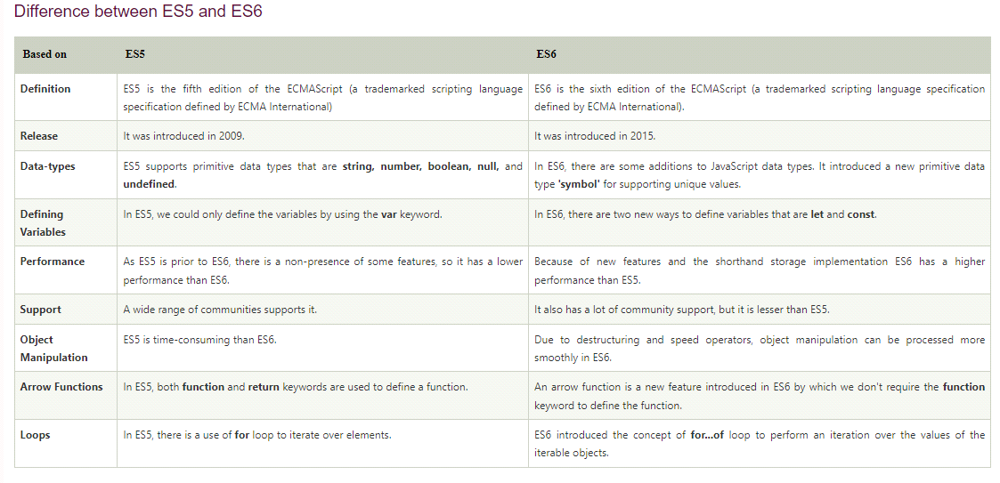 Difference between ES5 and ES6
Based on ES5 ES6
Definition ES5 is the fifth edition of the ECMAScript (a trademarked scripting language ES6 is the sixth edition of the ECMAScript (a trademarked scripting language specification
specification defined by ECMA International) defined by ECMA International).
Release It was introduced in 2009. It was introduced in 2015.
Data-types ES5 supports primitive data types that are string, number, boolean, null, and In ES6, there are some additions to JavaScript data types. It introduced a new primitive data
undefined. type 'symbol' for supporting unique values.
Defining In ES5, we could only define the variables by using the var keyword. In ES6, there are two new ways to define variables that are let and const.
Variables
Performance As ES5 is prior to ES6, there is a non-presence of some features, so it has a lower Because of new features and the shorthand storage implementation ES6 has a higher
performance than ES6. performance than ES5.
Support A wide range of communities supports it. It also has a lot of community support, but it is lesser than ES5.
Object ES5 is time-consuming than ES6. Due to destructuring and speed operators, object manipulation can be processed more
Manipulation smoothly in ES6.
Arrow Functions In ES5, both function and return keywords are used to define a function. An arrow function is a new feature introduced in ES6 by which we don't require the function
keyword to define the function.
Loops In ES5, there is a use of for loop to iterate over elements. ES6 introduced the concept of for...of loop to perform an iteration over the values of the
iterable objects.